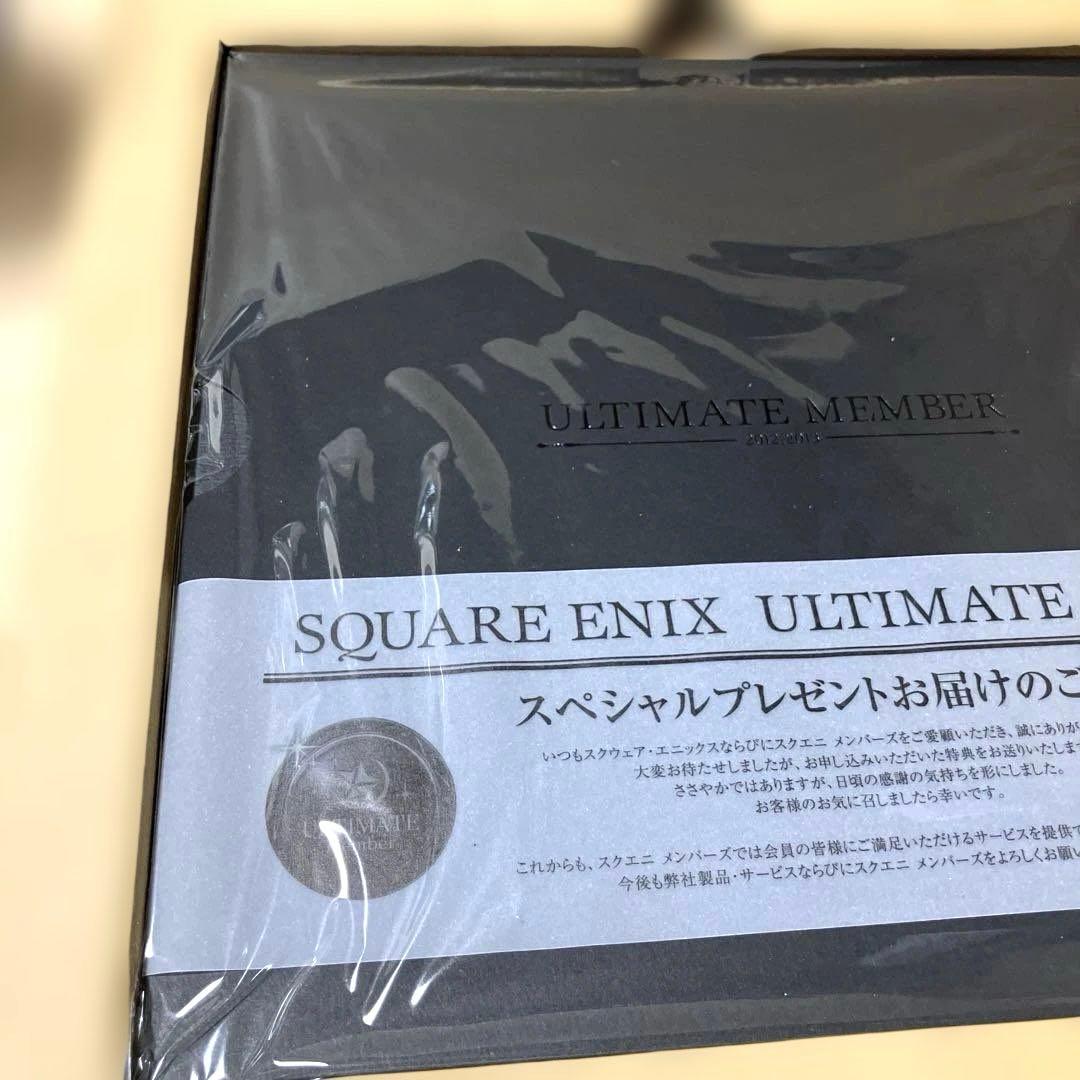 ULTIMATE MEMBER
2012-2013
SQUARE ENIX ULTIMATE
スペシャルプレゼントお届けのご
いつもスクウェア・エニックスならびにスクエニ メンバーズをご愛顧いただき、誠にありが
大変お待たせしましたが、お申し込みいただいた特典をお送りいたしま
ささやかではありますが、日頃の感謝の気持ちを形にしました。
お客様のお気に召しましたら幸いです。
これからも、スクエニ メンバーズでは会員の皆様にご満足いただけるサービスを提供
今後も弊社製品・サービスならびにスクエニ メンバーズをよろしくお願い
ULTIMATE
Member